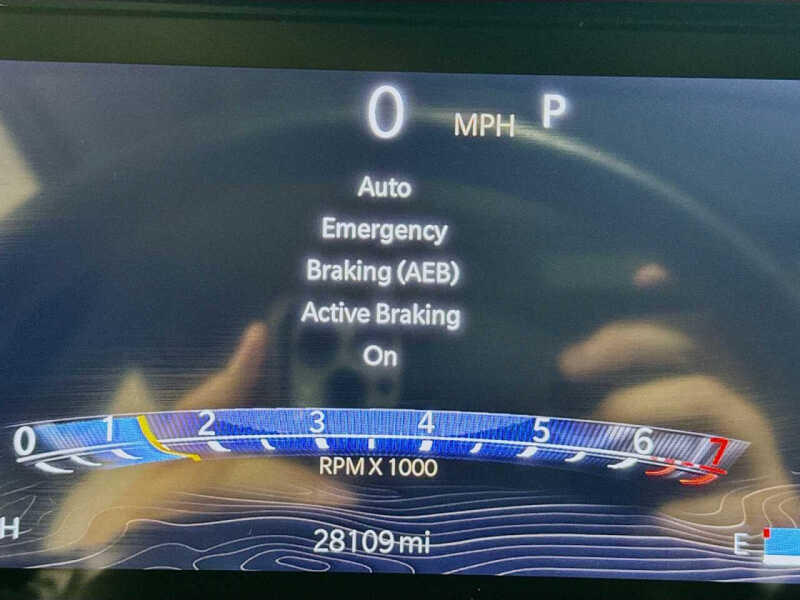 0 MPH P
Auto
Emergency
Braking (AEB)
Active Braking
On
0 1 2 3 4 5 6 7
RPM X 1000
H 28109 mi E